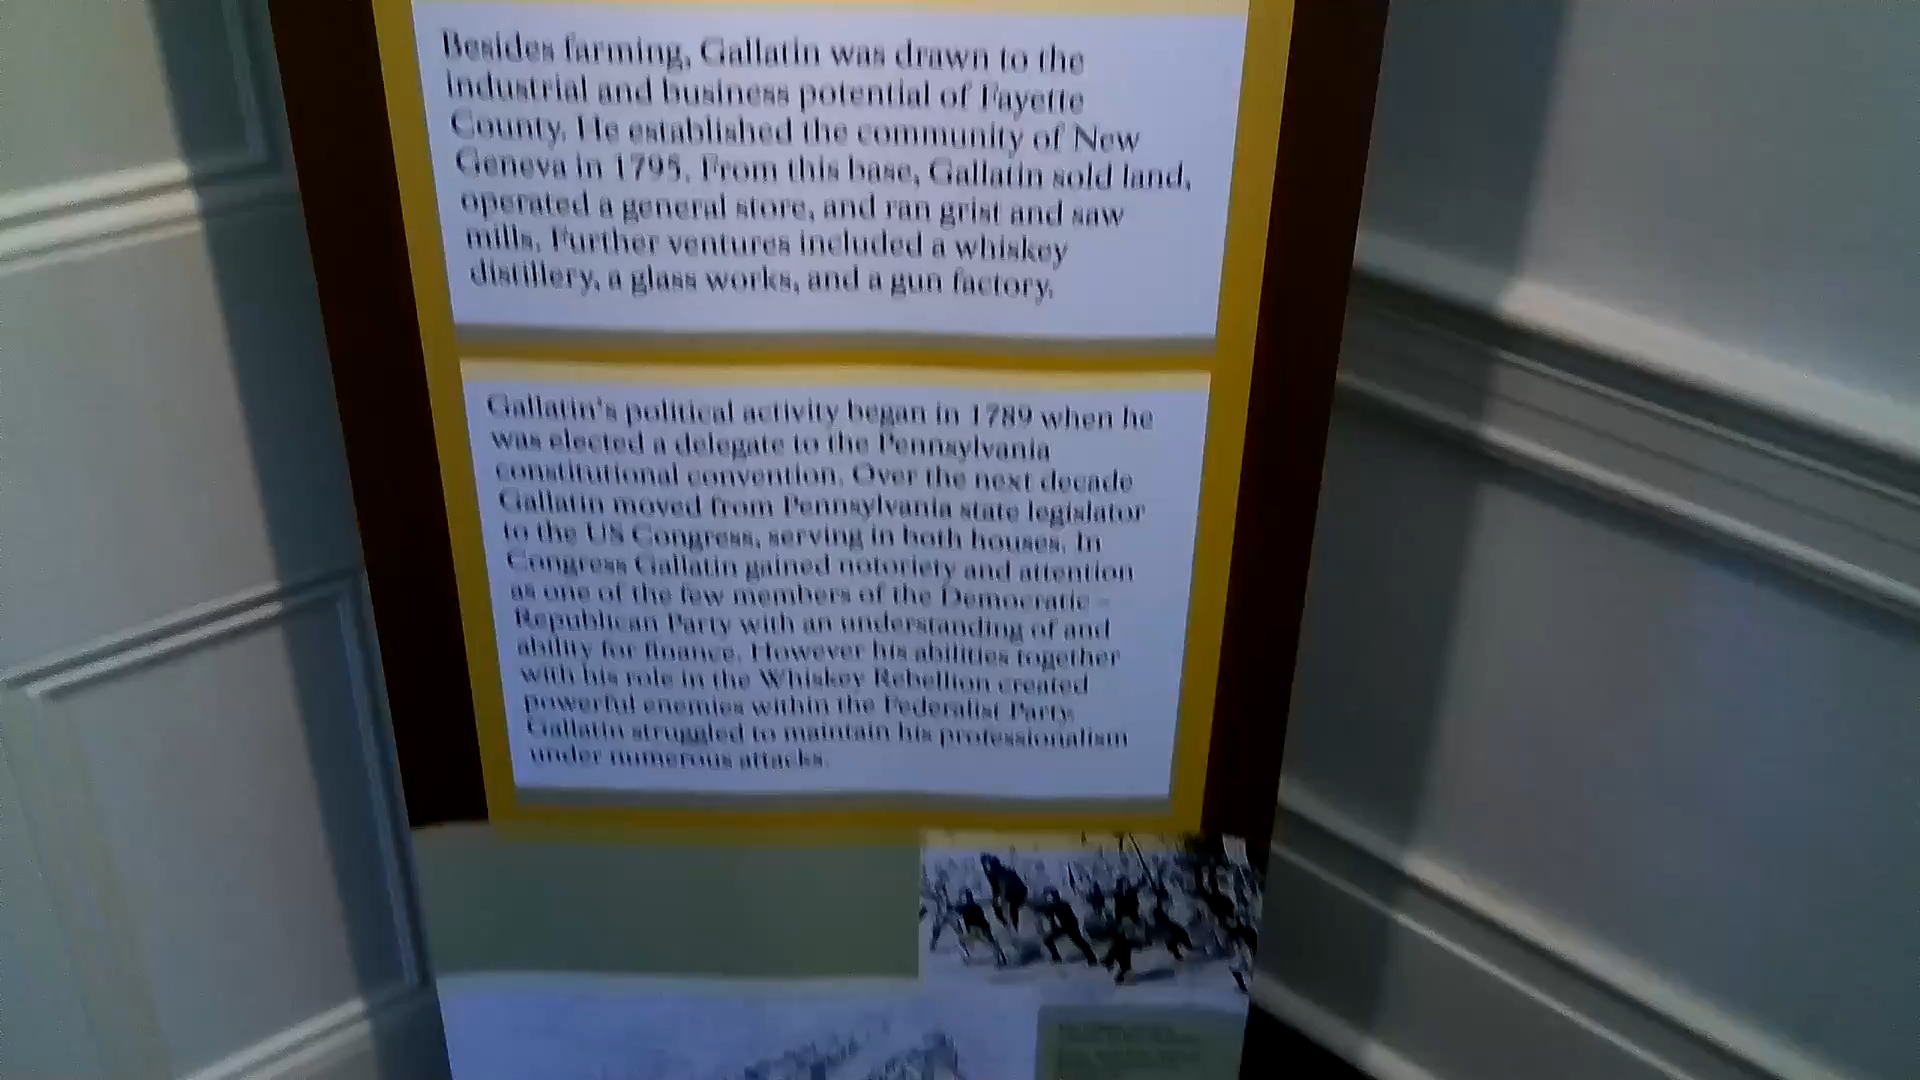 Besides farming, Gallatin was drawn to the
industrial and business potential of Fayette
County. He established the community of New
Geneva in 1795. From this base, Gallatin sold land,
operated a general store, and ran grist and saw
mills. Further ventures included a whiskey
distillery, a glass works, and a gun factory.
Gallatin's political activity began in 1789 when he
was elected a delegate to the Pennsylvania
constitutional convention. Over the next decade
Gallatin moved from Pennsylvania state legislator
to the US Congress, serving in both houses. In
Congress Gallatin gained notoriety and attention
as one of the few members of the Democratic -
Republican Party with an understanding of and
ability for finance. However his abilities together
with his role in the Whiskey Rebellion created
powerful enemies within the Federalist Party.
Gallatin struggled to maintain his professionalism
under numerous attacks.